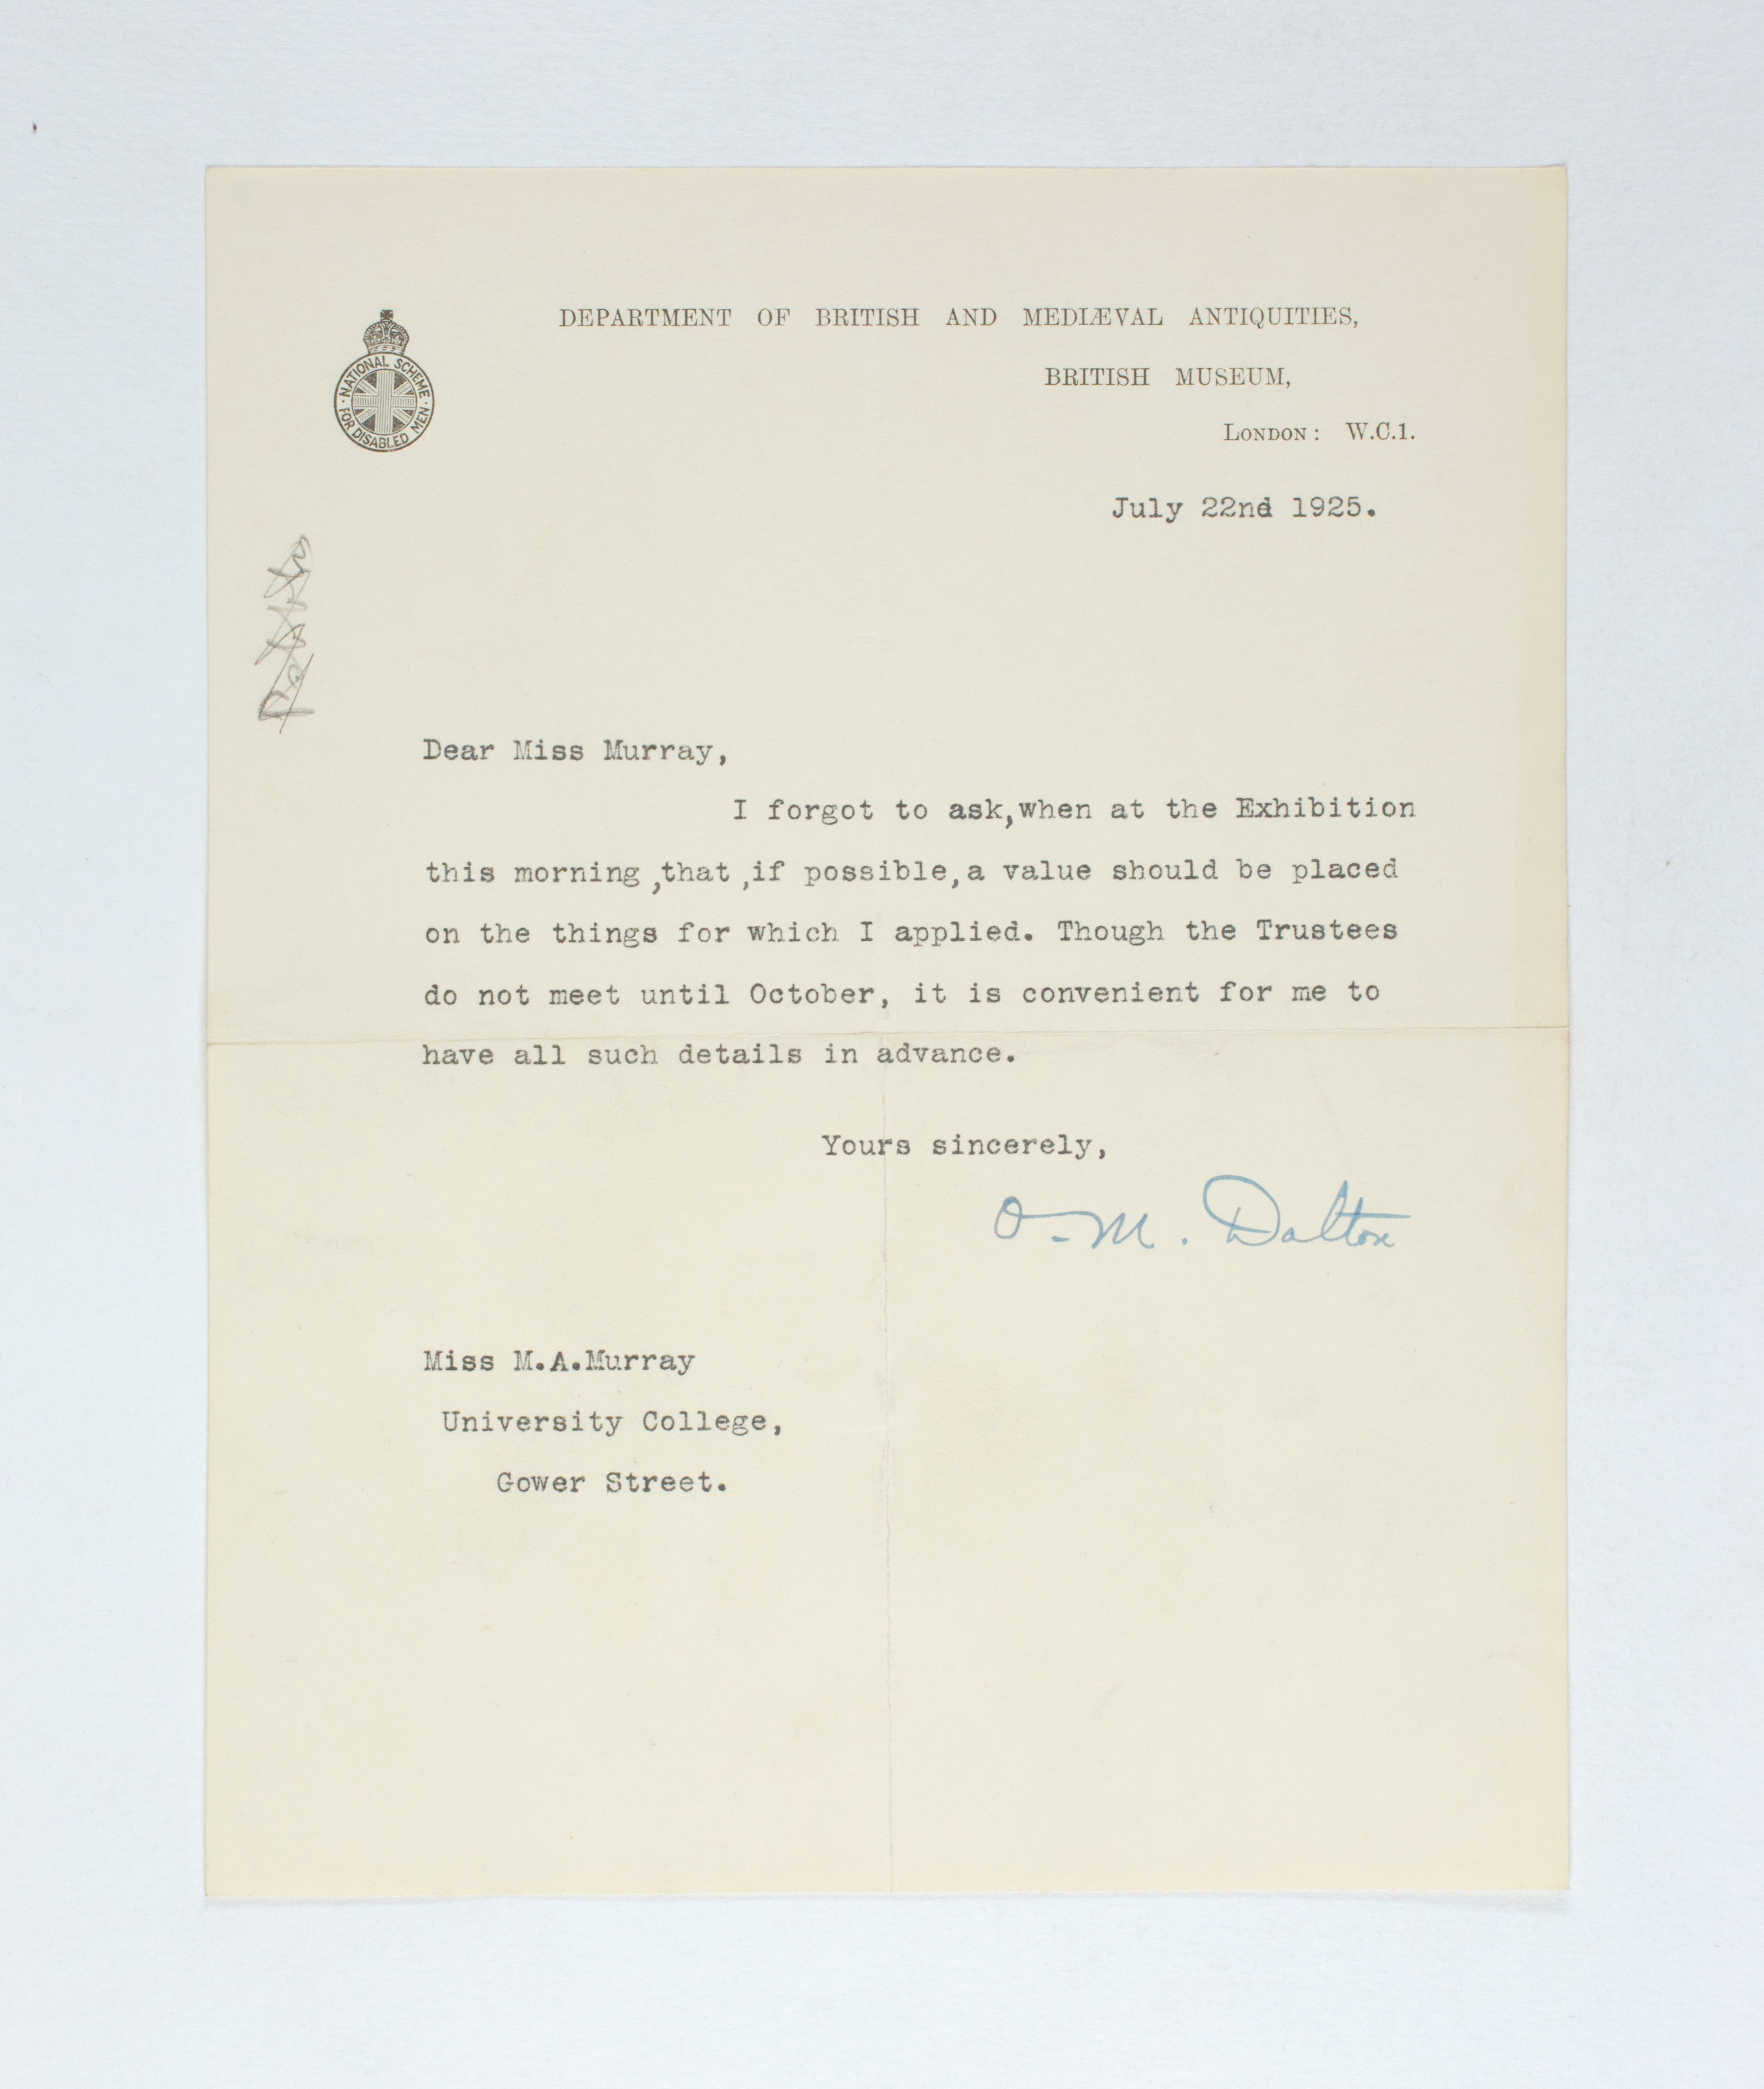 DEPARTMENT OF BRITISH AND MEDIÆVAL ANTIQUITIES,
BRITISH MUSEUM,
LONDON: W.C.1.
NATIONAL SCHEME
FOR DISABLED MEN
July 22nd 1925.
Dear Miss Murray,
I forgot to ask,when at the Exhibition
this morning ,that ,if possible,a value should be placed
on the things for which I applied. Though the Trustees
do not meet until October, it is convenient for me to
have all such details in advance.
Yours sincerely,
O. M. Dalton
Miss M.A.Murray
University College,
Gower Street.